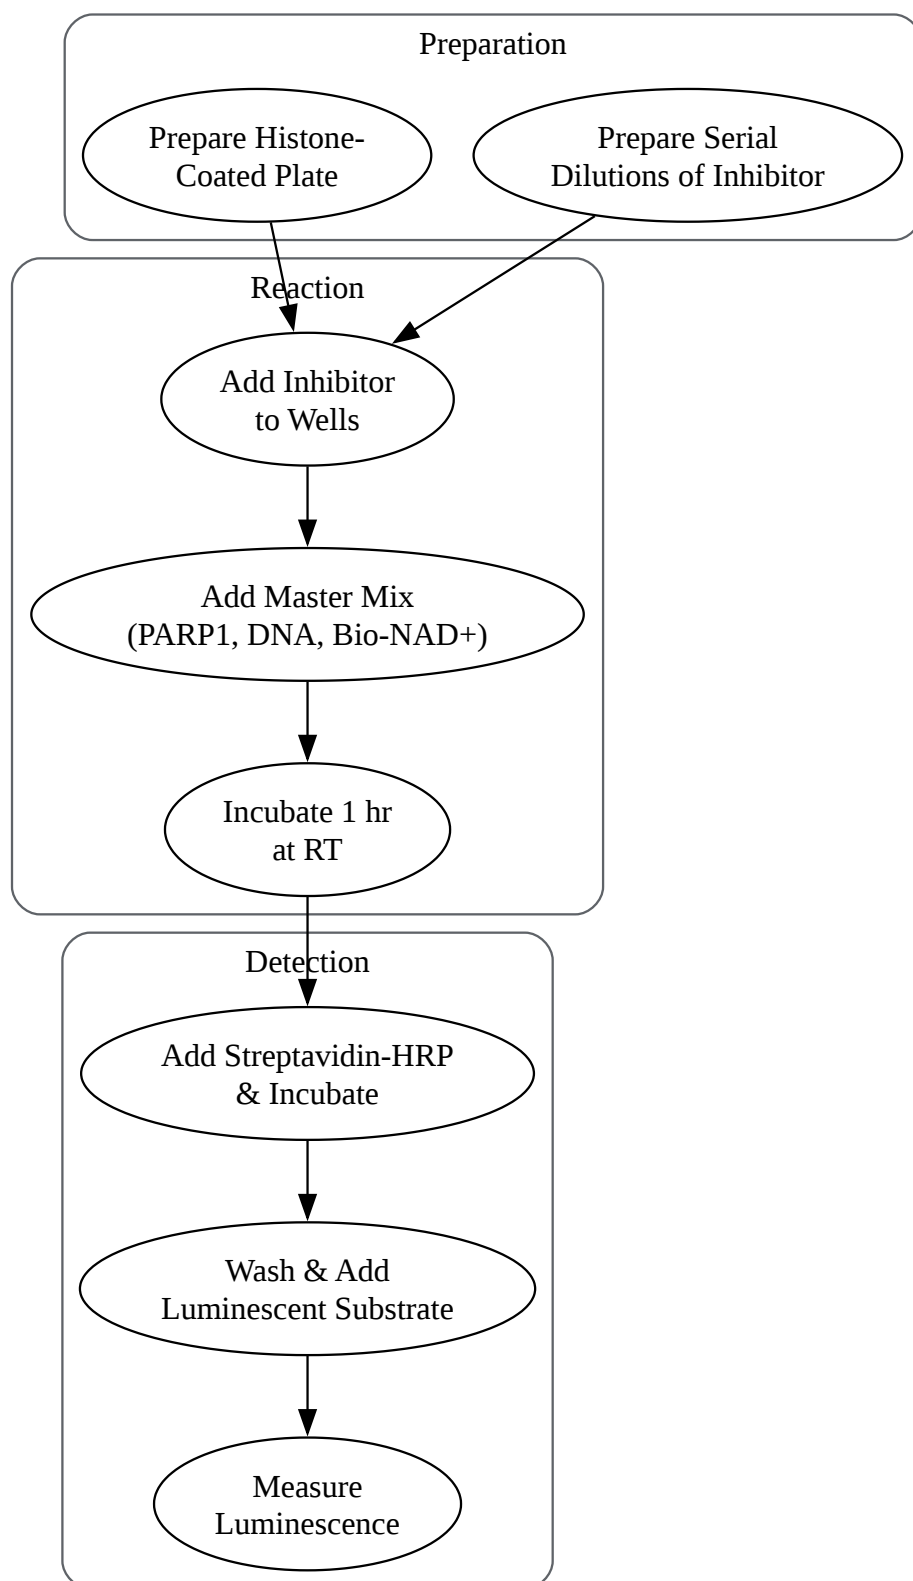 Preparation
Prepare Histone-
Coated Plate
Prepare Serial
Dilutions of Inhibitor
Reaction
Add Inhibitor
to Wells
Add Master Mix
(PARP1, DNA, Bio-NAD+)
Incubate 1 hr
at RT
Detection
Add Streptavidin-HRP
& Incubate
Wash & Add
Luminescent Substrate
Measure
Luminescence